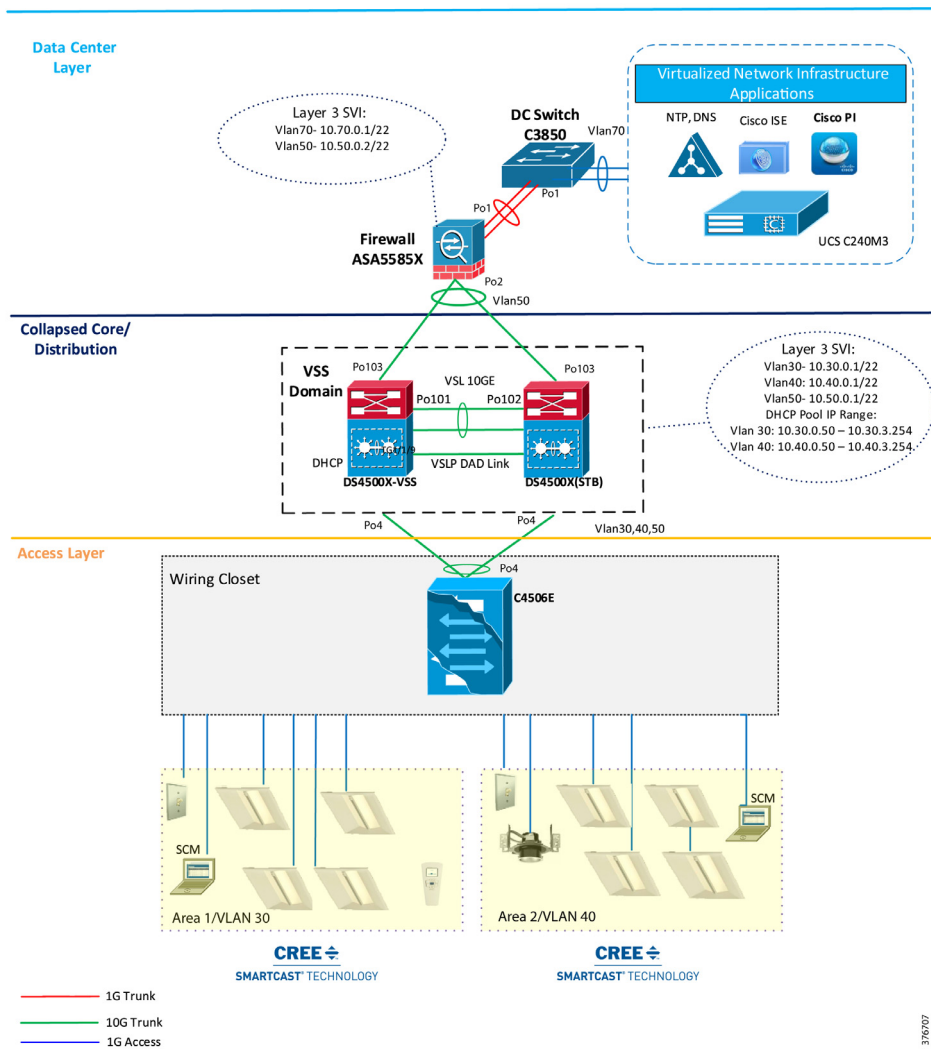 Data Center
Layer
Layer 3 SVI:
Vlan70- 10.70.0.1/22
Vlan50- 10.50.0.2/22
DC Switch
C3850
Vlan70
Virtualized Network Infrastructure
Applications
NTP, DNS
Cisco ISE
Cisco PI
UCS C240M3
Po1
Po1
Firewall
ASA5585X
Po2
Vlan50
Collapsed Core/
Distribution
VSS
Domain
Po103
Po103
VSL 10GE
Po101
Po102
DHCP
VSLP DAD Link
DS4500X-VSS
DS4500X(STB)
Layer 3 SVI:
Vlan30- 10.30.0.1/22
Vlan40: 10.40.0.1/22
Vlan50- 10.50.0.1/22
DHCP Pool IP Range:
Vlan 30: 10.30.0.50 – 10.30.3.254
Vlan 40: 10.40.0.50 – 10.40.3.254
Po4
Po4
Vlan30,40,50
Access Layer
Wiring Closet
Po4
C4506E
SCM
Area 1/VLAN 30
SCM
Area 2/VLAN 40
CREE
SMARTCAST® TECHNOLOGY
CREE
SMARTCAST® TECHNOLOGY
1G Trunk
10G Trunk
1G Access
376707